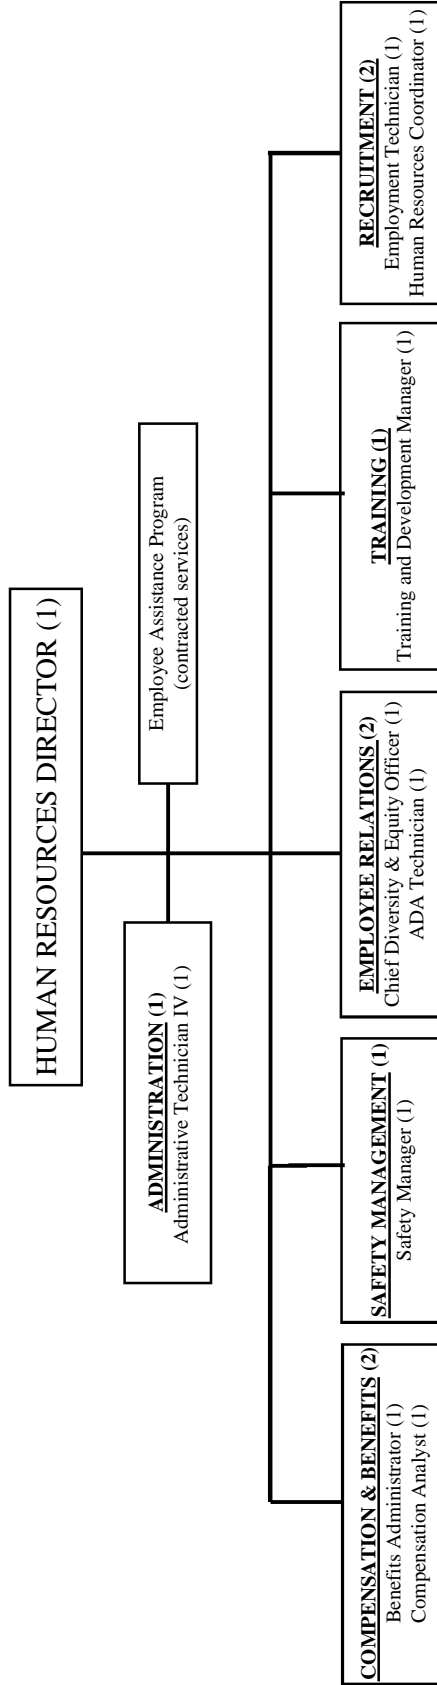 HUMAN RESOURCES DIRECTOR (1)
ADMINISTRATION (1)
Administrative Technician IV (1)
Employee Assistance Program
(contracted services)
COMPENSATION & BENEFITS (2)
Benefits Administrator (1)
Compensation Analyst (1)
SAFETY MANAGEMENT (1)
Safety Manager (1)
EMPLOYEE RELATIONS (2)
Chief Diversity & Equity Officer (1)
ADA Technician (1)
TRAINING (1)
Training and Development Manager (1)
RECRUITMENT (2)
Employment Technician (1)
Human Resources Coordinator (1)